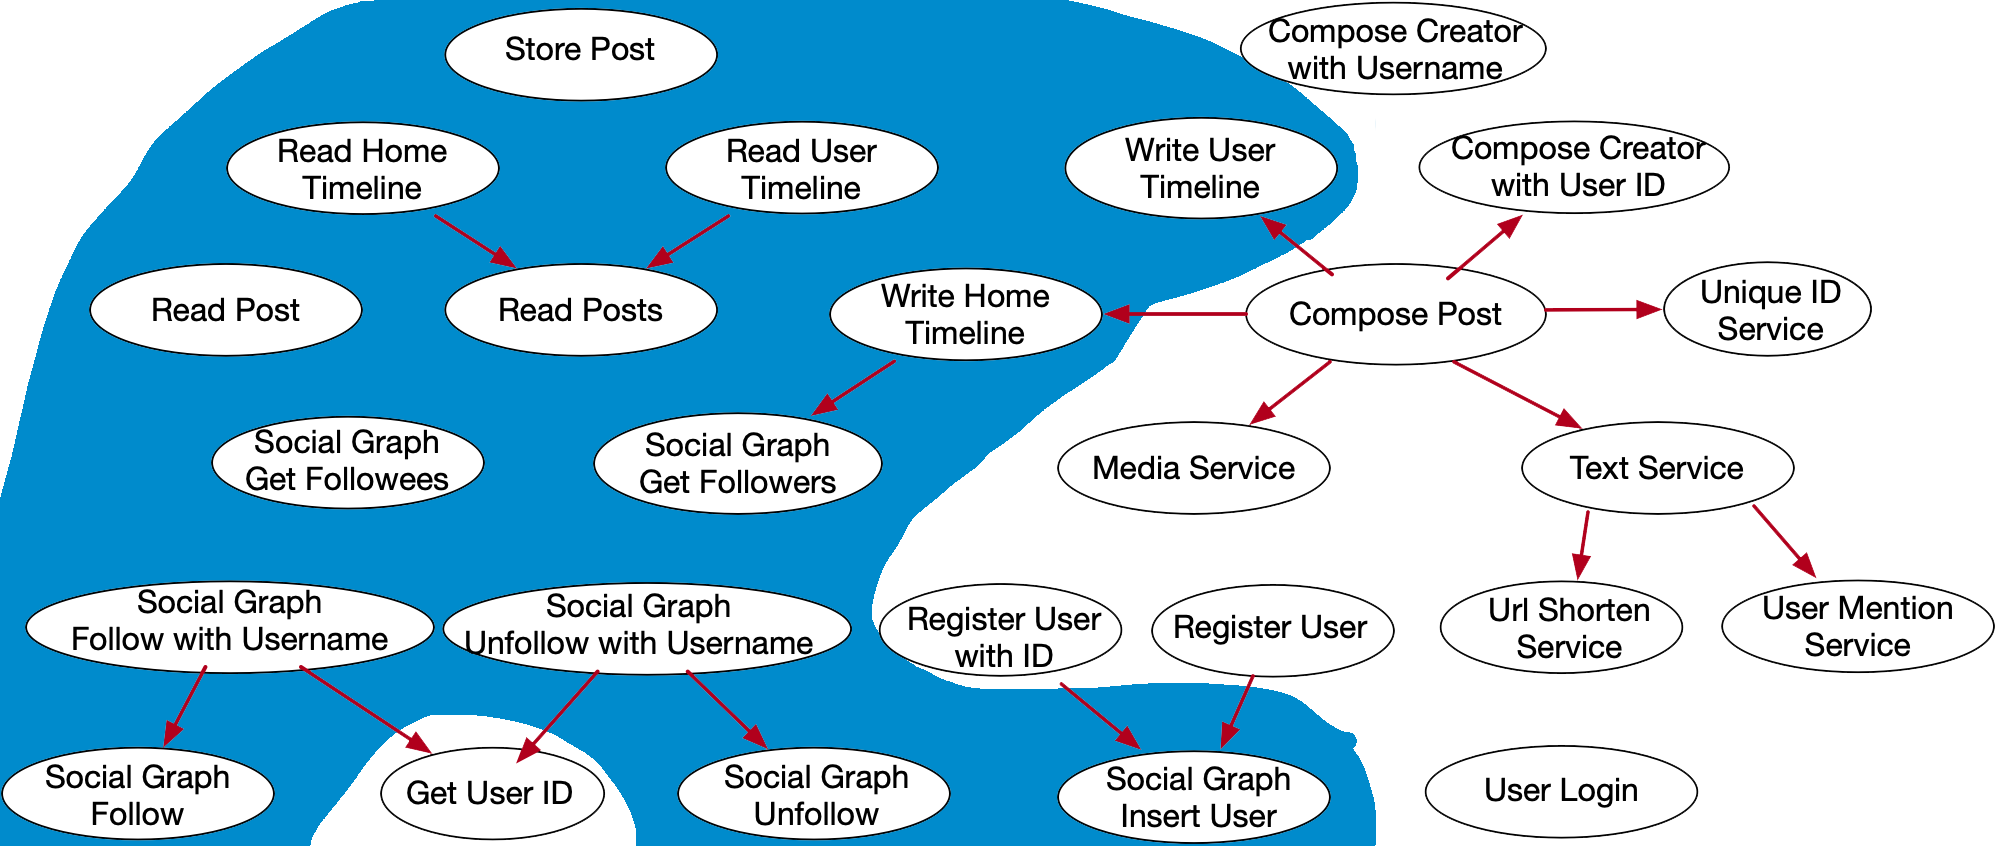 Store Post
Compose Creator
with Username
Read Home
Timeline
Read User
Timeline
Write User
Timeline
Compose Creator
with User ID
Read Post
Read Posts
Write Home
Timeline
Compose Post
Unique ID
Service
Social Graph
Get Followees
Social Graph
Get Followers
Media Service
Text Service
Social Graph
Follow with Username
Social Graph
Unfollow with Username
Register User
with ID
Register User
Url Shorten
Service
User Mention
Service
Social Graph
Follow
Get User ID
Social Graph
Unfollow
Social Graph
Insert User
User Login